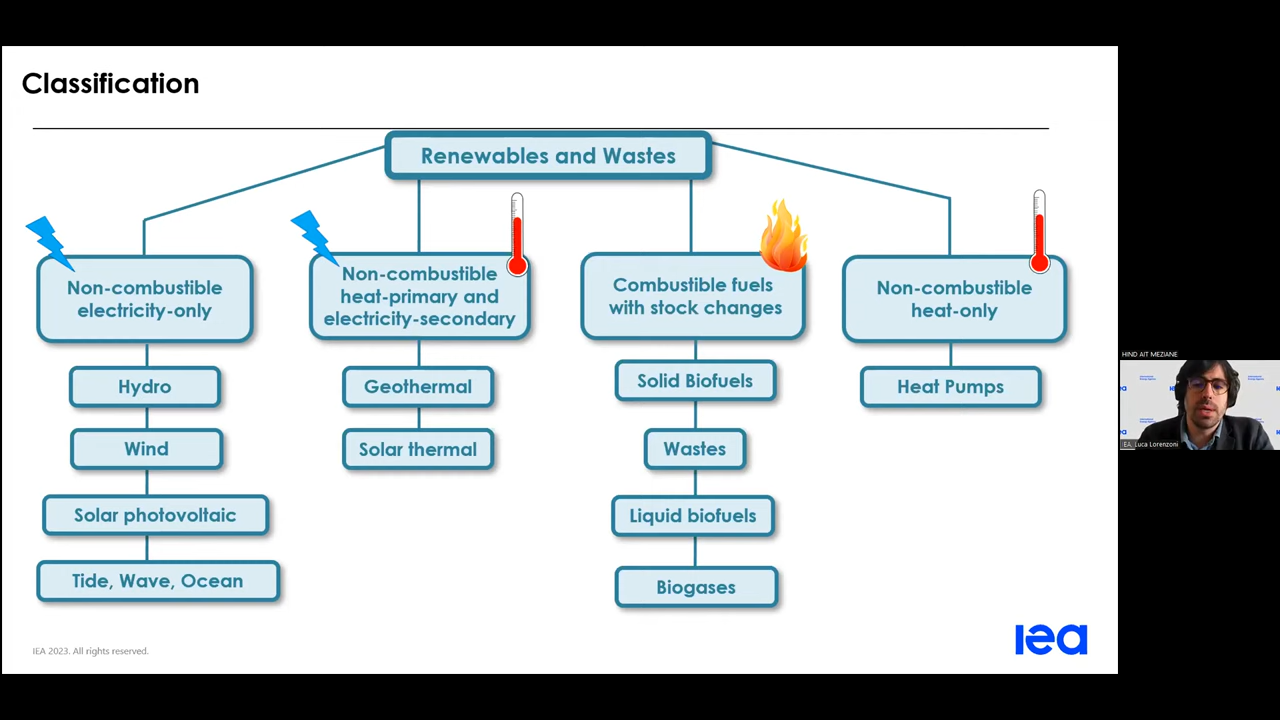 Classification
Renewables and Wastes
Non-combustible
electricity-only
Hydro
Wind
Solar photovoltaic
Tide, Wave, Ocean
Non-combustible
heat-primary and
electricity-secondary
Geothermal
Solar thermal
Combustible fuels
with stock changes
Solid Biofuels
Wastes
Liquid biofuels
Biogases
Non-combustible
heat-only
Heat Pumps
IEA 2023. All rights reserved.
iea
HIND AIT MEZIANE
IEA, Luca Lorenzoni